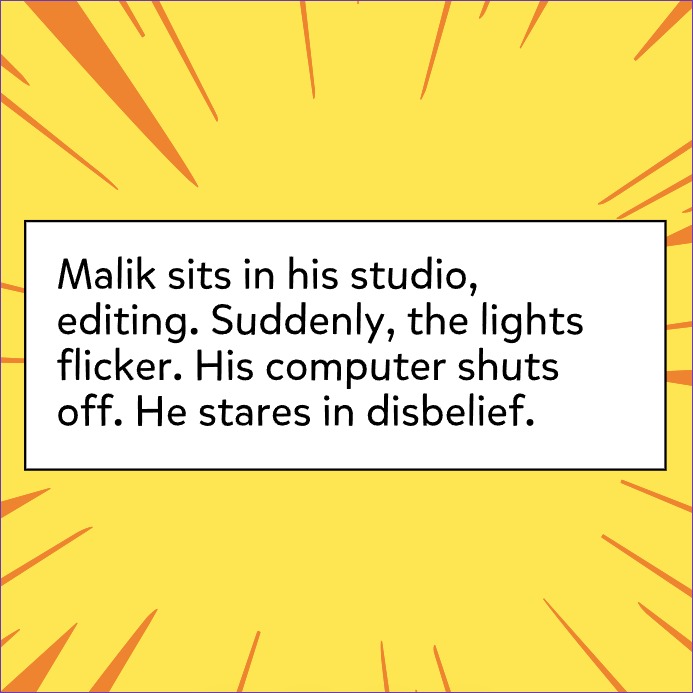 Malik sits in his studio,
editing. Suddenly, the lights
flicker. His computer shuts
off. He stares in disbelief.